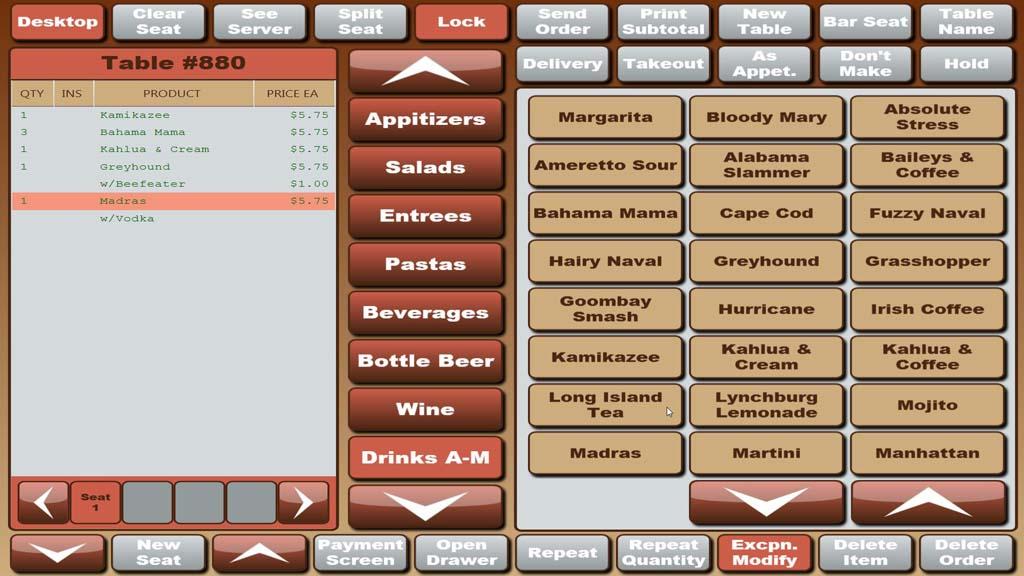 Desktop
Clear
Seat
See
Server
Split
Seat
Lock
Send
Order
Print
Subtotal
New
Table
Bar Seat
Table
Name
Delivery
Takeout
As
Appet.
Don't
Make
Hold
Table #880
QTY INS PRODUCT PRICE EA
1 Kamikazee $5.75
3 Bahama Mama $5.75
1 Kahlua & Cream $5.75
1 Greyhound $5.75
w/Beefeater $1.00
1 Madras $5.75
w/Vodka
Seat
1
Appitizers
Salads
Entrees
Pastas
Beverages
Bottle Beer
Wine
Drinks A-M
Margarita
Bloody Mary
Absolute
Stress
Ameretto Sour
Alabama
Slammer
Baileys &
Coffee
Bahama Mama
Cape Cod
Fuzzy Naval
Hairy Naval
Greyhound
Grasshopper
Goombay
Smash
Hurricane
Irish Coffee
Kamikazee
Kahlua &
Cream
Kahlua &
Coffee
Long Island
Tea
Lynchburg
Lemonade
Mojito
Madras
Martini
Manhattan
New
Seat
Payment
Screen
Open
Drawer
Repeat
Repeat
Quantity
Excpn.
Modify
Delete
Item
Delete
Order